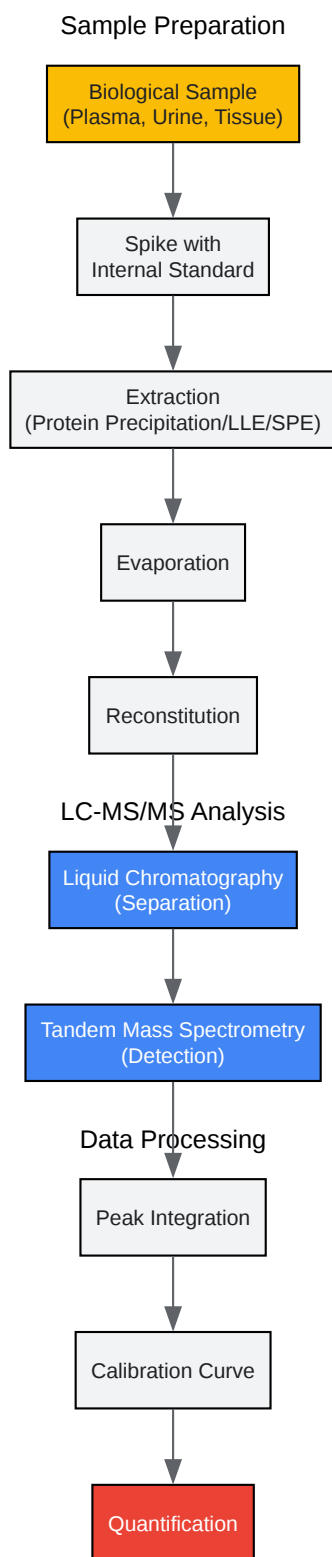 Sample Preparation
Biological Sample
(Plasma, Urine, Tissue)
Spike with
Internal Standard
Extraction
(Protein Precipitation/LLE/SPE)
Evaporation
Reconstitution
LC-MS/MS Analysis
Liquid Chromatography
(Separation)
Tandem Mass Spectrometry
(Detection)
Data Processing
Peak Integration
Calibration Curve
Quantification